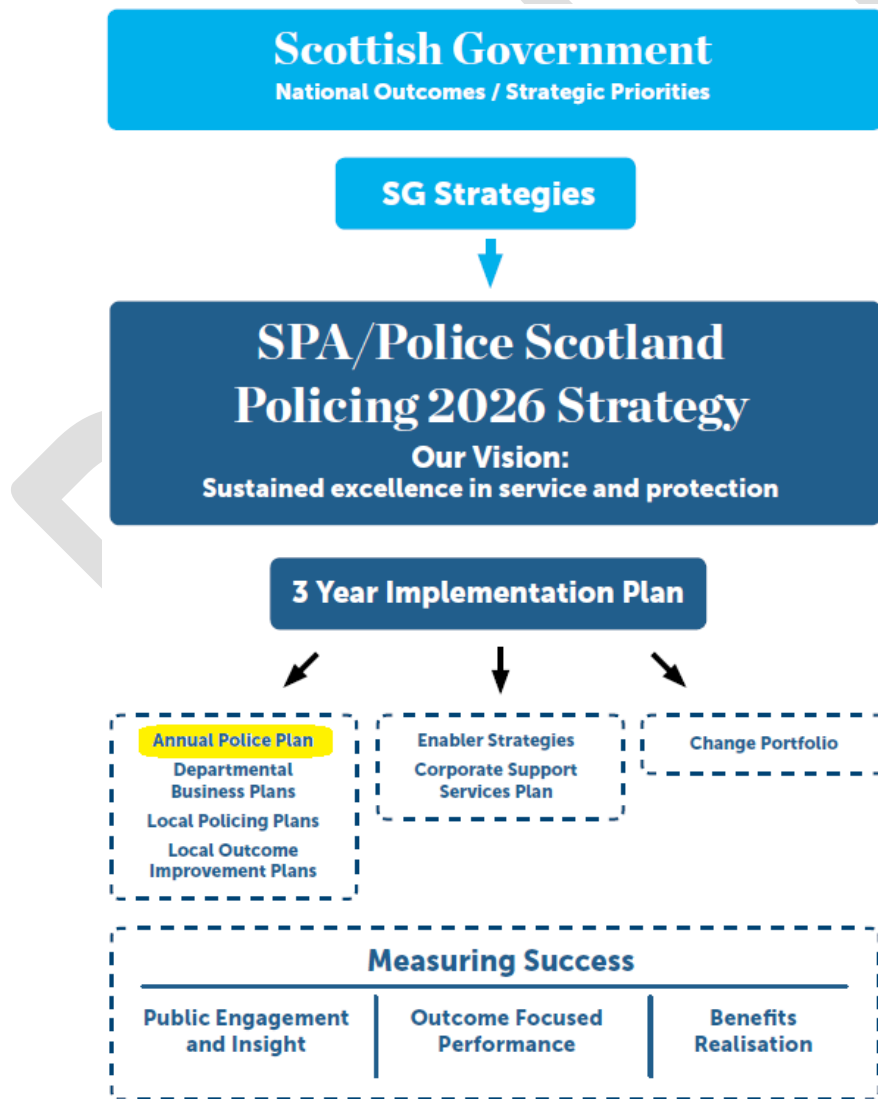 Scottish Government
National Outcomes / Strategic Priorities
SG Strategies
SPA/Police Scotland
Policing 2026 Strategy
Our Vision:
Sustained excellence in service and protection
3 Year Implementation Plan
Annual Police Plan
Departmental
Business Plans
Local Policing Plans
Local Outcome
Improvement Plans
Enabler Strategies
Corporate Support
Services Plan
Change Portfolio
Measuring Success
Public Engagement
and Insight
Outcome Focused
Performance
Benefits
Realisation